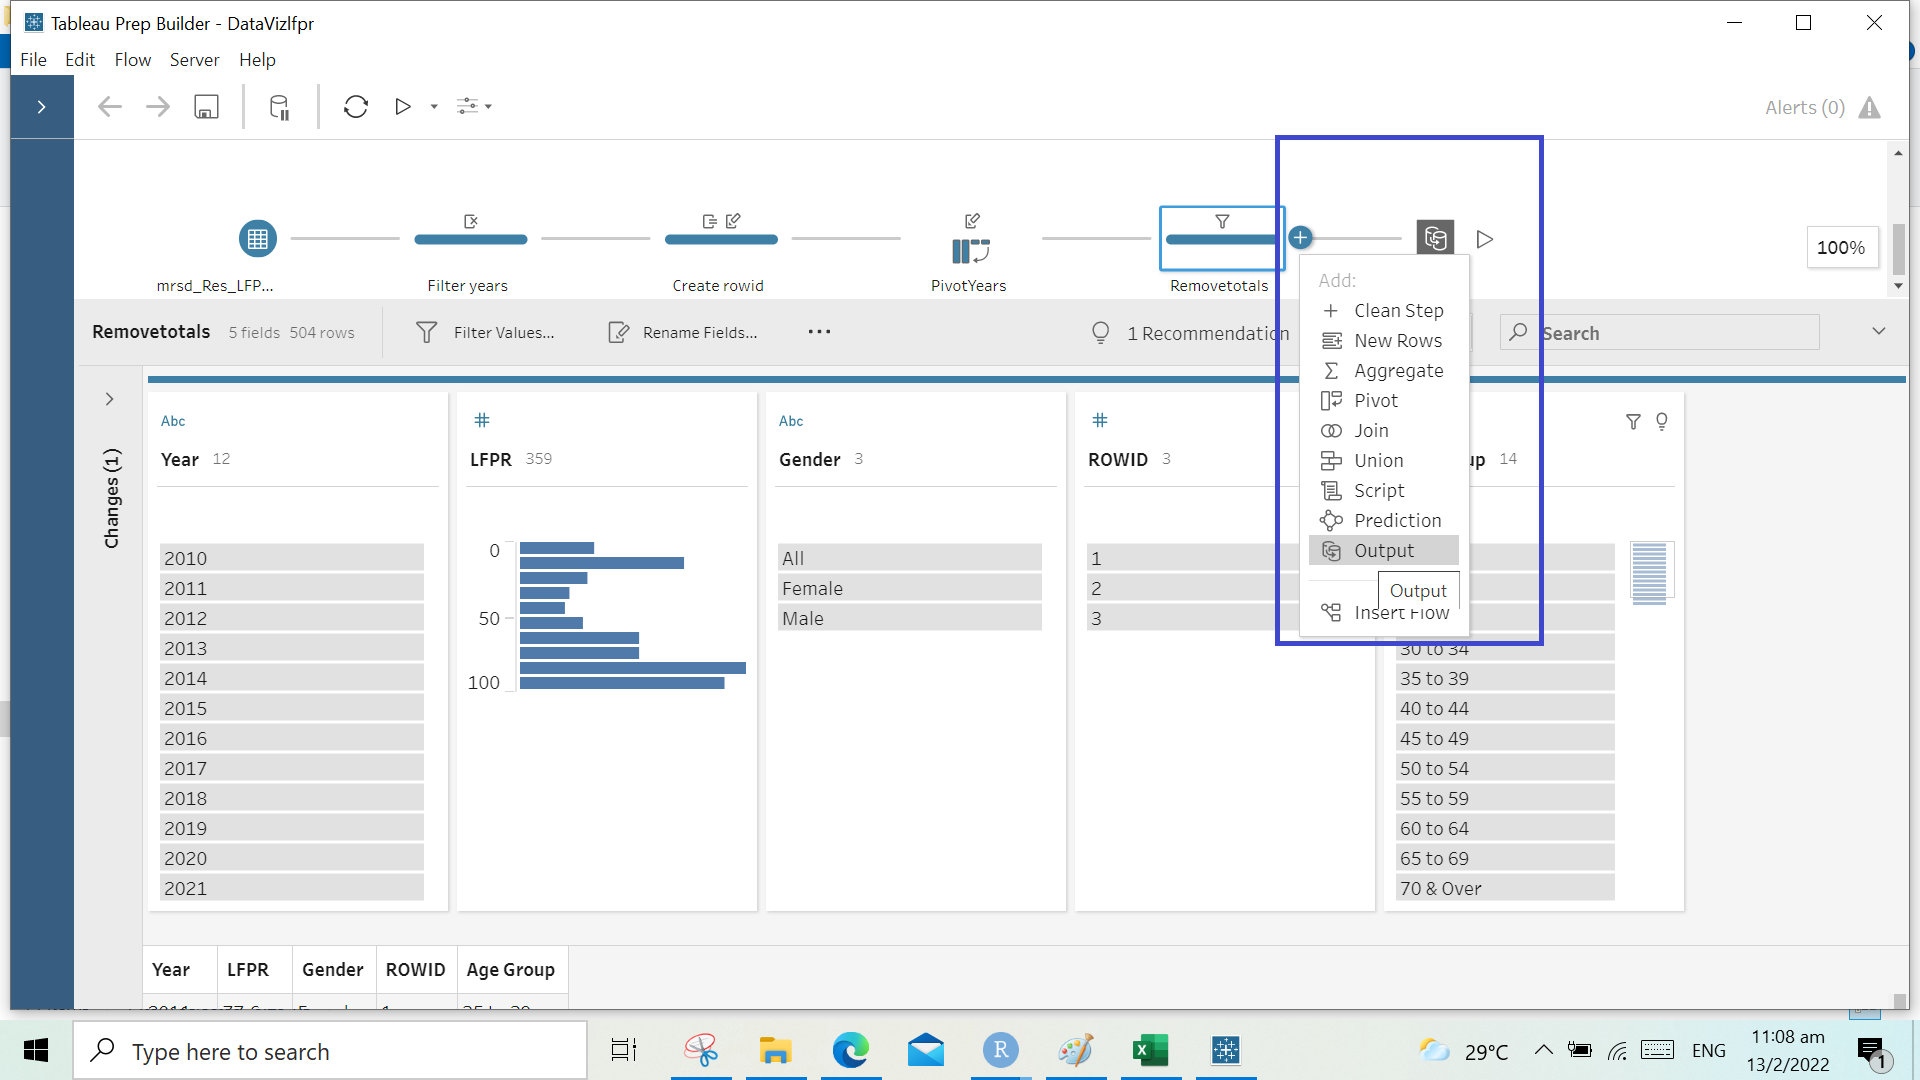 Tableau Prep Builder - DataVizlfpr
File Edit Flow Server Help
Alerts (0)
100%
mrsd_Res_LFP... Filter years Create rowid PivotYears Removetotals
Add:
Clean Step
New Rows
Aggregate
Pivot
Join
Union
Script
Prediction
Output
Output
Insert Flow
Removetotals 5 fields 504 rows Filter Values... Rename Fields... ... 1 Recommendation Search
Changes (1)
Abc
Year 12
2010
2011
2012
2013
2014
2015
2016
2017
2018
2019
2020
2021
#
LFPR 359
0
50
100
Abc
Gender 3
All
Female
Male
#
ROWID 3
1
2
3
up 14
30 to 34
35 to 39
40 to 44
45 to 49
50 to 54
55 to 59
60 to 64
65 to 69
70 & Over
Year LFPR Gender ROWID Age Group
Type here to search
R
29°C
ENG
11:08 am
13/2/2022
1